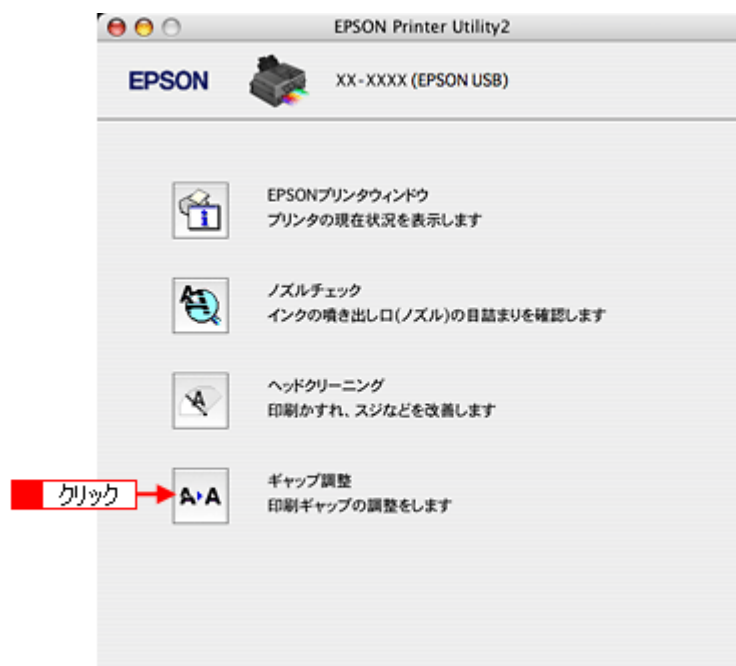 EPSON Printer Utility2
EPSON
XX-XXXX (EPSON USB)
EPSONプリンタウィンドウ
プリンタの現在状況を表示します
ノズルチェック
インクの噴き出し口(ノズル)の目詰まりを確認します
ヘッドクリーニング
印刷かすれ、スジなどを改善します
クリック
A A
ギャップ調整
印刷ギャップの調整をします